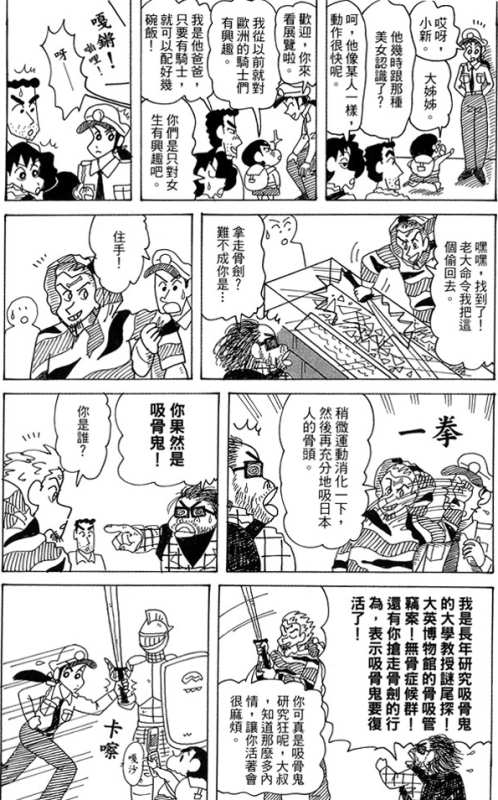 哎呀，
小新。
大姊姊。
他幾時跟那種
美女認識了？
呵，他像某人一樣，
動作很快呢。
歡迎，你來
看展覽啦。
我從以前就對
歐洲的騎士們
有興趣。
我是他爸爸，
只要有騎士，
就可以配好幾
碗飯！
你們是只對女
生有興趣吧。
嘎鏘！
呀——
嘿嘿，找到了！
老大命令我把這
個偷回去。
拿走骨劍？
難不成你是…
住手！
一拳
稍微運動消化一下，
然後再充分地吸日本
人的骨頭。
你果然是
吸骨鬼！
你是誰？
我是長年研究吸骨鬼
的大學教授謎尾探！
大英博物館的骨吸管
竊案！無骨症候群！
還有你搶走骨劍的行
為，表示吸骨鬼要復
活了！
你可真是吸骨鬼
研究狂呢，大叔
，知道那麼多內
情，讓你活著會
很麻煩。
卡嚓
嘎沙